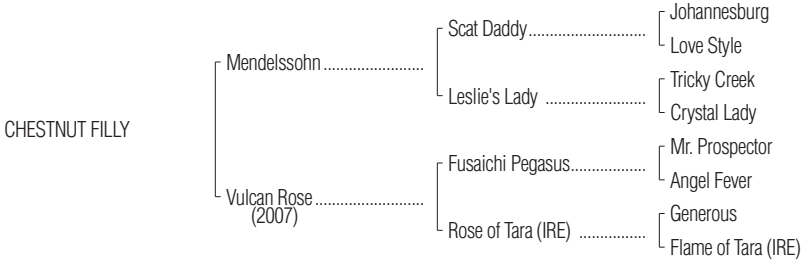 Johannesburg
Scat Daddy
Love Style
Mendelssohn
Tricky Creek
Leslie's Lady
Crystal Lady
CHESTNUT FILLY
Mr. Prospector
Fusaichi Pegasus
Angel Fever
Vulcan Rose
(2007)
Generous
Rose of Tara (IRE)
Flame of Tara (IRE)